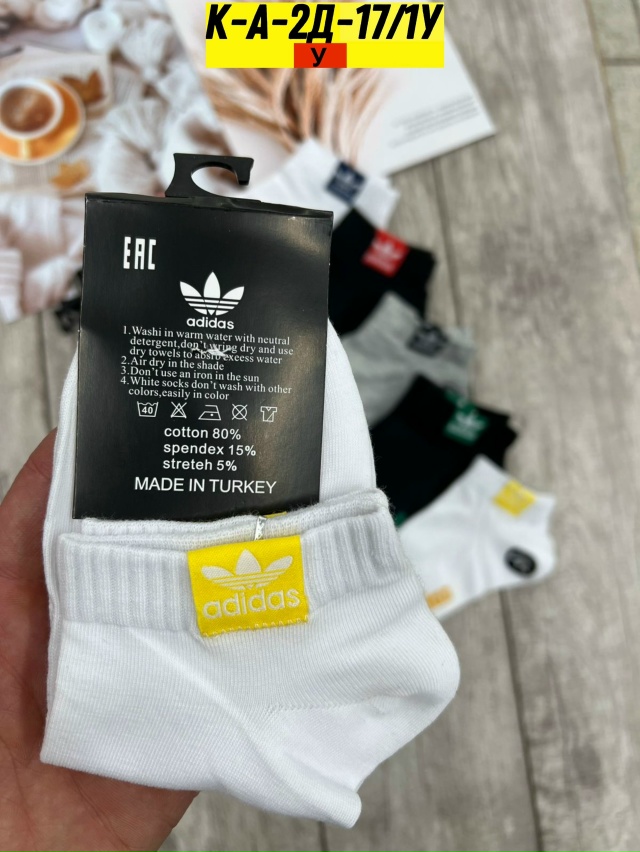 К-А-2Д-17/1У
У
EAC
adidas
1.Washi in warm water with neutral
detergent,don't wring dry and use
dry towels to absro excess water
2.Air dry in the shade
3.Don't use an iron in the sun
4.White socks don't wash with other
colors,easily in color
40
cotton 80%
spendex 15%
streteh 5%
MADE IN TURKEY
adidas